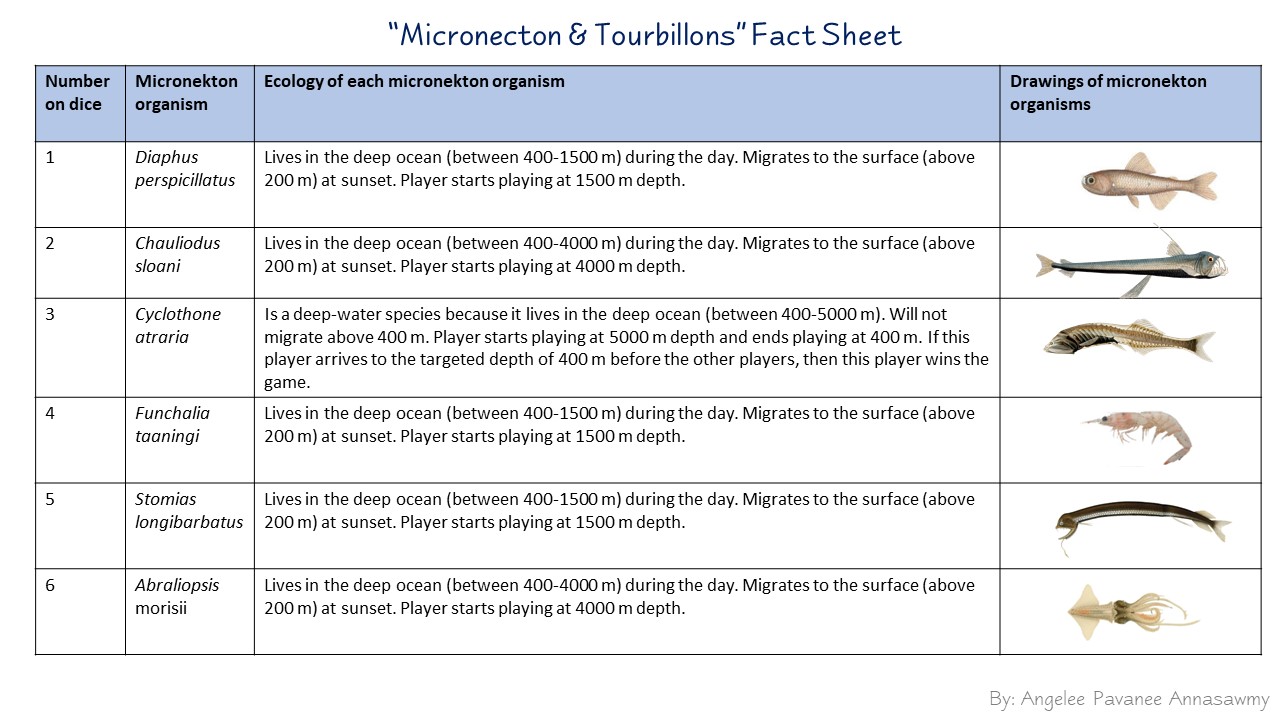 “Micronecton & Tourbillons” Fact Sheet
Number
on dice
Micronekton
organism
Ecology of each micronekton organism
Drawings of micronekton
organisms
1
Diaphus
perspicillatus
Lives in the deep ocean (between 400-1500 m) during the day. Migrates to the surface (above
200 m) at sunset. Player starts playing at 1500 m depth.
2
Chauliodus
sloani
Lives in the deep ocean (between 400-4000 m) during the day. Migrates to the surface (above
200 m) at sunset. Player starts playing at 4000 m depth.
3
Cyclothone
atraria
Is a deep-water species because it lives in the deep ocean (between 400-5000 m). Will not
migrate above 400 m. Player starts playing at 5000 m depth and ends playing at 400 m. If this
player arrives to the targeted depth of 400 m before the other players, then this player wins the
game.
4
Funchalia
taaningi
Lives in the deep ocean (between 400-1500 m) during the day. Migrates to the surface (above
200 m) at sunset. Player starts playing at 1500 m depth.
5
Stomias
longibarbatus
Lives in the deep ocean (between 400-1500 m) during the day. Migrates to the surface (above
200 m) at sunset. Player starts playing at 1500 m depth.
6
Abraliopsis
morisii
Lives in the deep ocean (between 400-4000 m) during the day. Migrates to the surface (above
200 m) at sunset. Player starts playing at 4000 m depth.
By: Angelee Pavanee Annasawmy